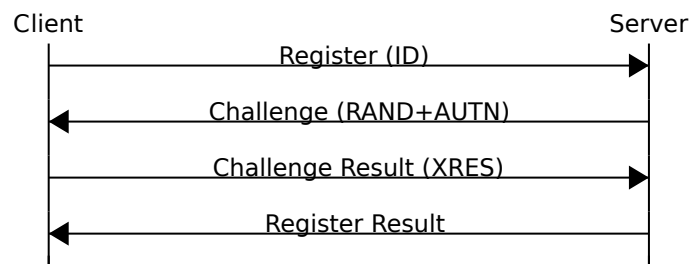 Client
Server
Register (ID)
Challenge (RAND+AUTN)
Challenge Result (XRES)
Register Result